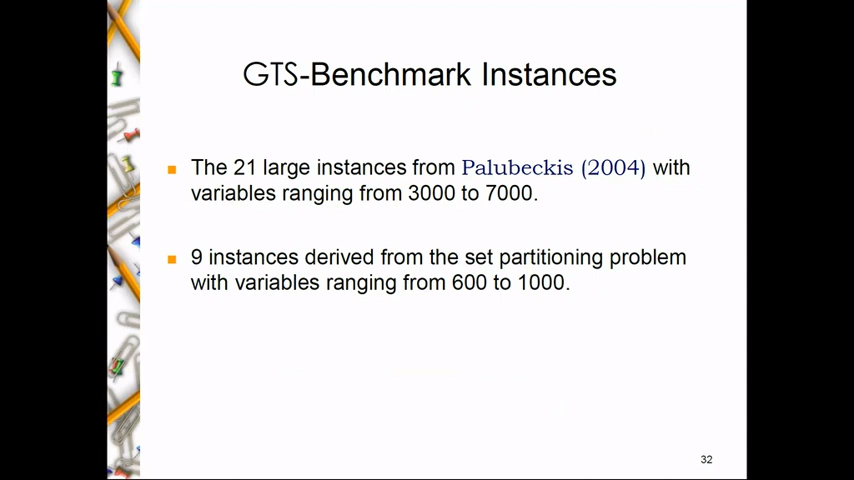 GTS-Benchmark Instances
The 21 large instances from Palubeckis (2004) with
variables ranging from 3000 to 7000.
9 instances derived from the set partitioning problem
with variables ranging from 600 to 1000.
32